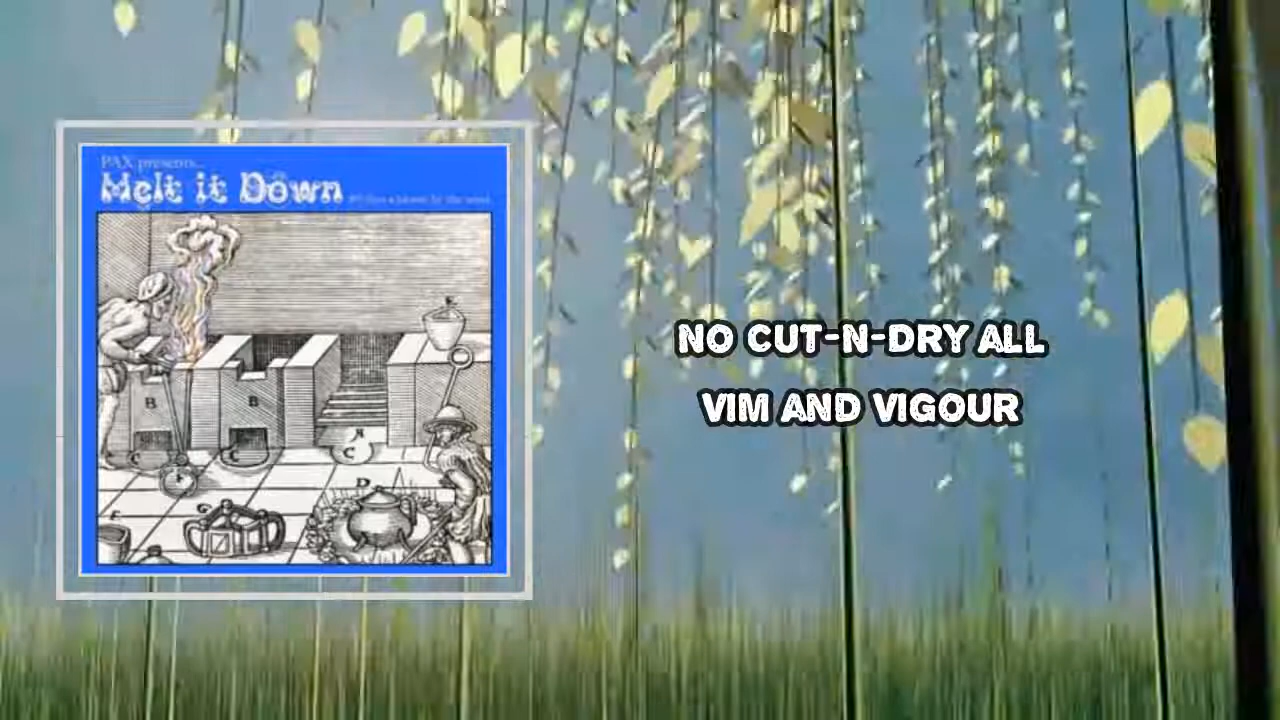 PAX presents...
Melt it Down
B
B
C
C
C
D
G
NO CUT-N-DRY ALL
VIM AND VIGOUR